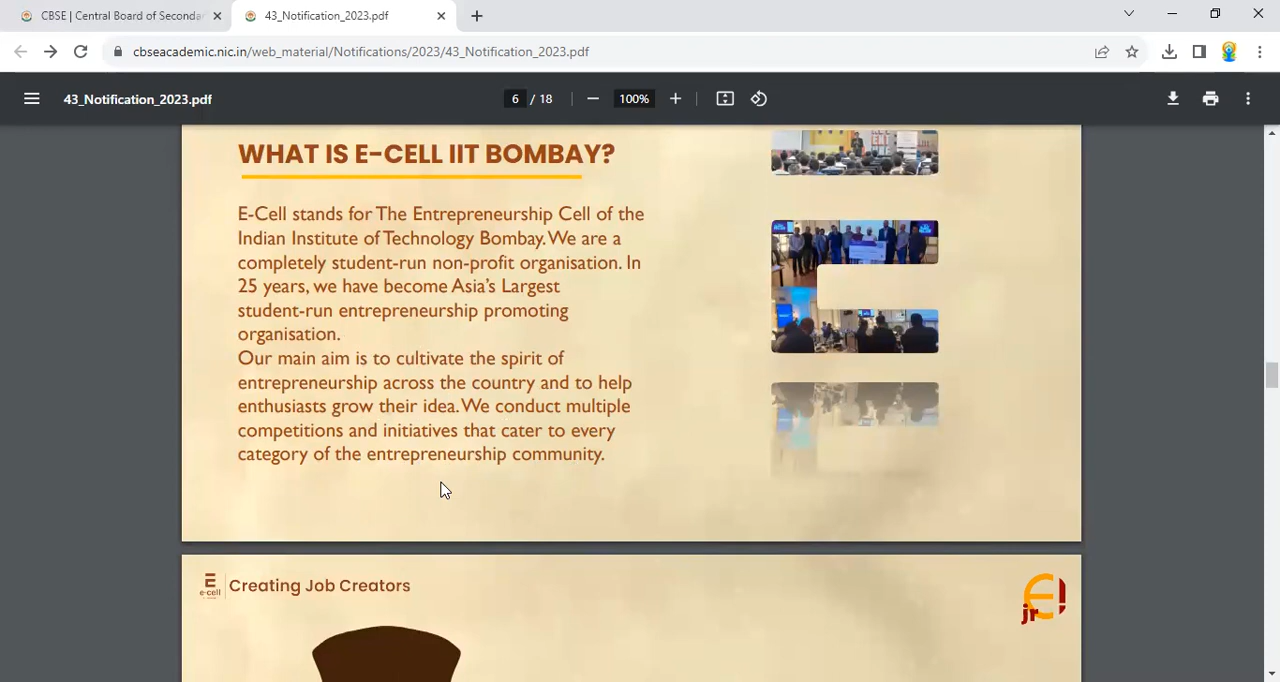 CBSE | Central Board of Seconda
43_Notification_2023.pdf
cbseacademic.nic.in/web_material/Notifications/2023/43_Notification_2023.pdf
43_Notification_2023.pdf
6 / 18
100%
WHAT IS E-CELL IIT BOMBAY?
E-Cell stands for The Entrepreneurship Cell of the
Indian Institute of Technology Bombay. We are a
completely student-run non-profit organisation. In
25 years, we have become Asia's Largest
student-run entrepreneurship promoting
organisation.
Our main aim is to cultivate the spirit of
entrepreneurship across the country and to help
enthusiasts grow their idea. We conduct multiple
competitions and initiatives that cater to every
category of the entrepreneurship community.
E
e-cell
Creating Job Creators
E!
jr